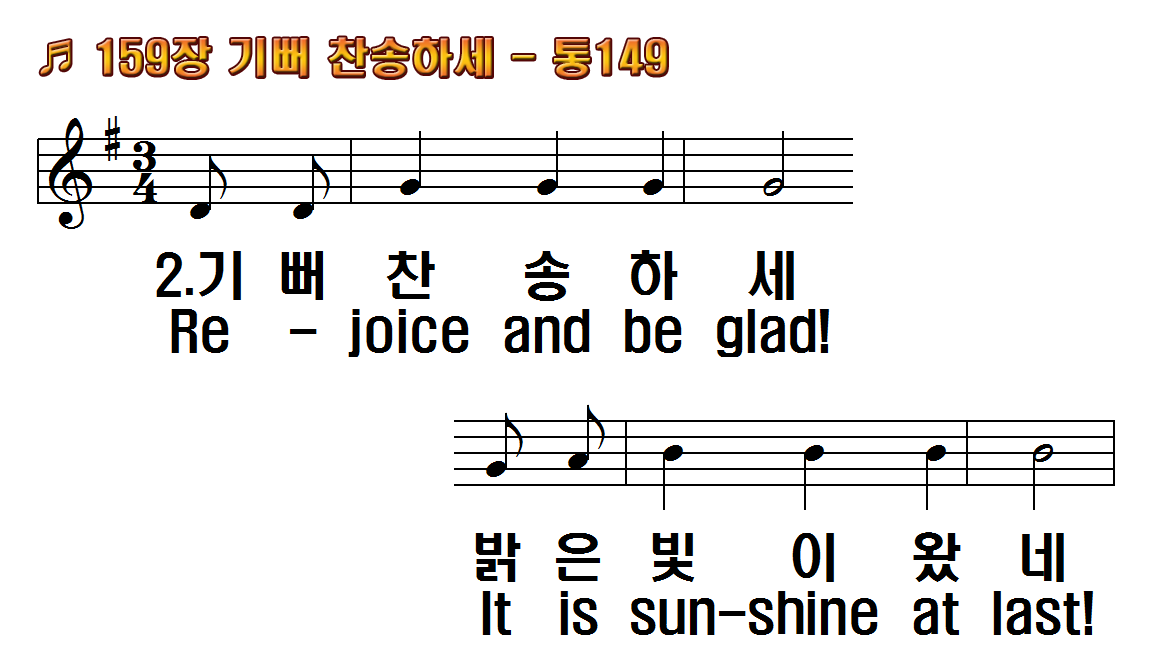 159장 기뻐 찬송하세 - 통149
3
4
2.기 뻐 찬 송 하 세
Re - joice and be glad!
밝 은 빛 이 왔 네
It is sun-shine at last!